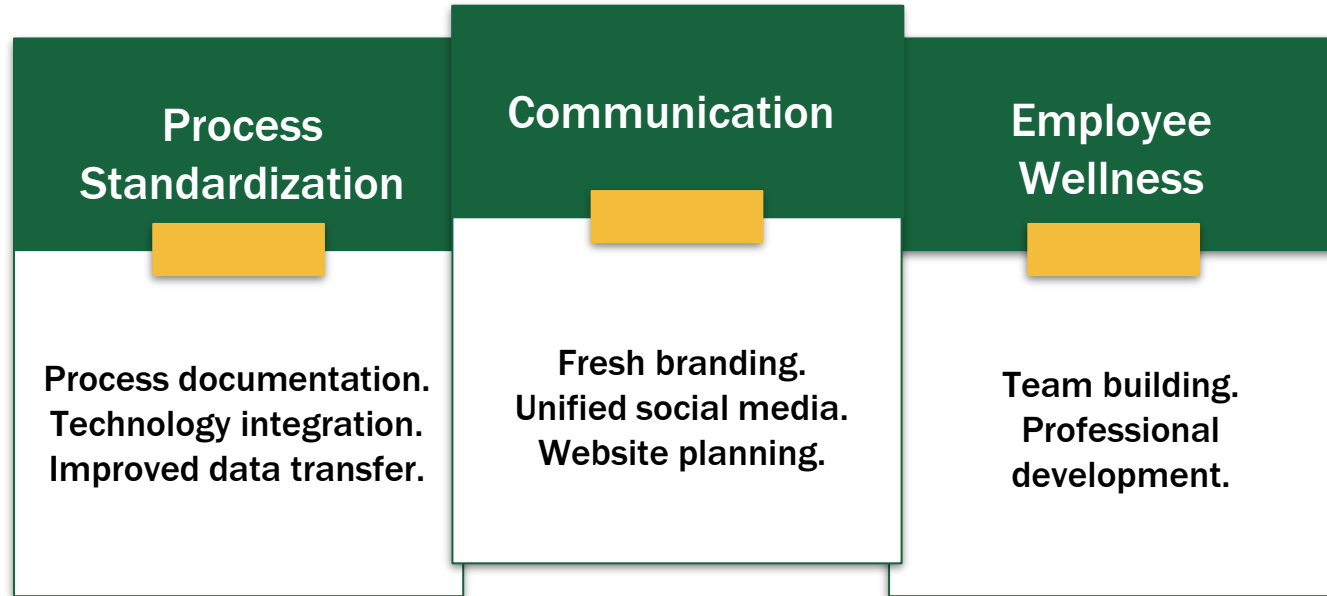 Process
Standardization
Process documentation.
Technology integration.
Improved data transfer.
Communication
Fresh branding.
Unified social media.
Website planning.
Employee
Wellness
Team building.
Professional
development.